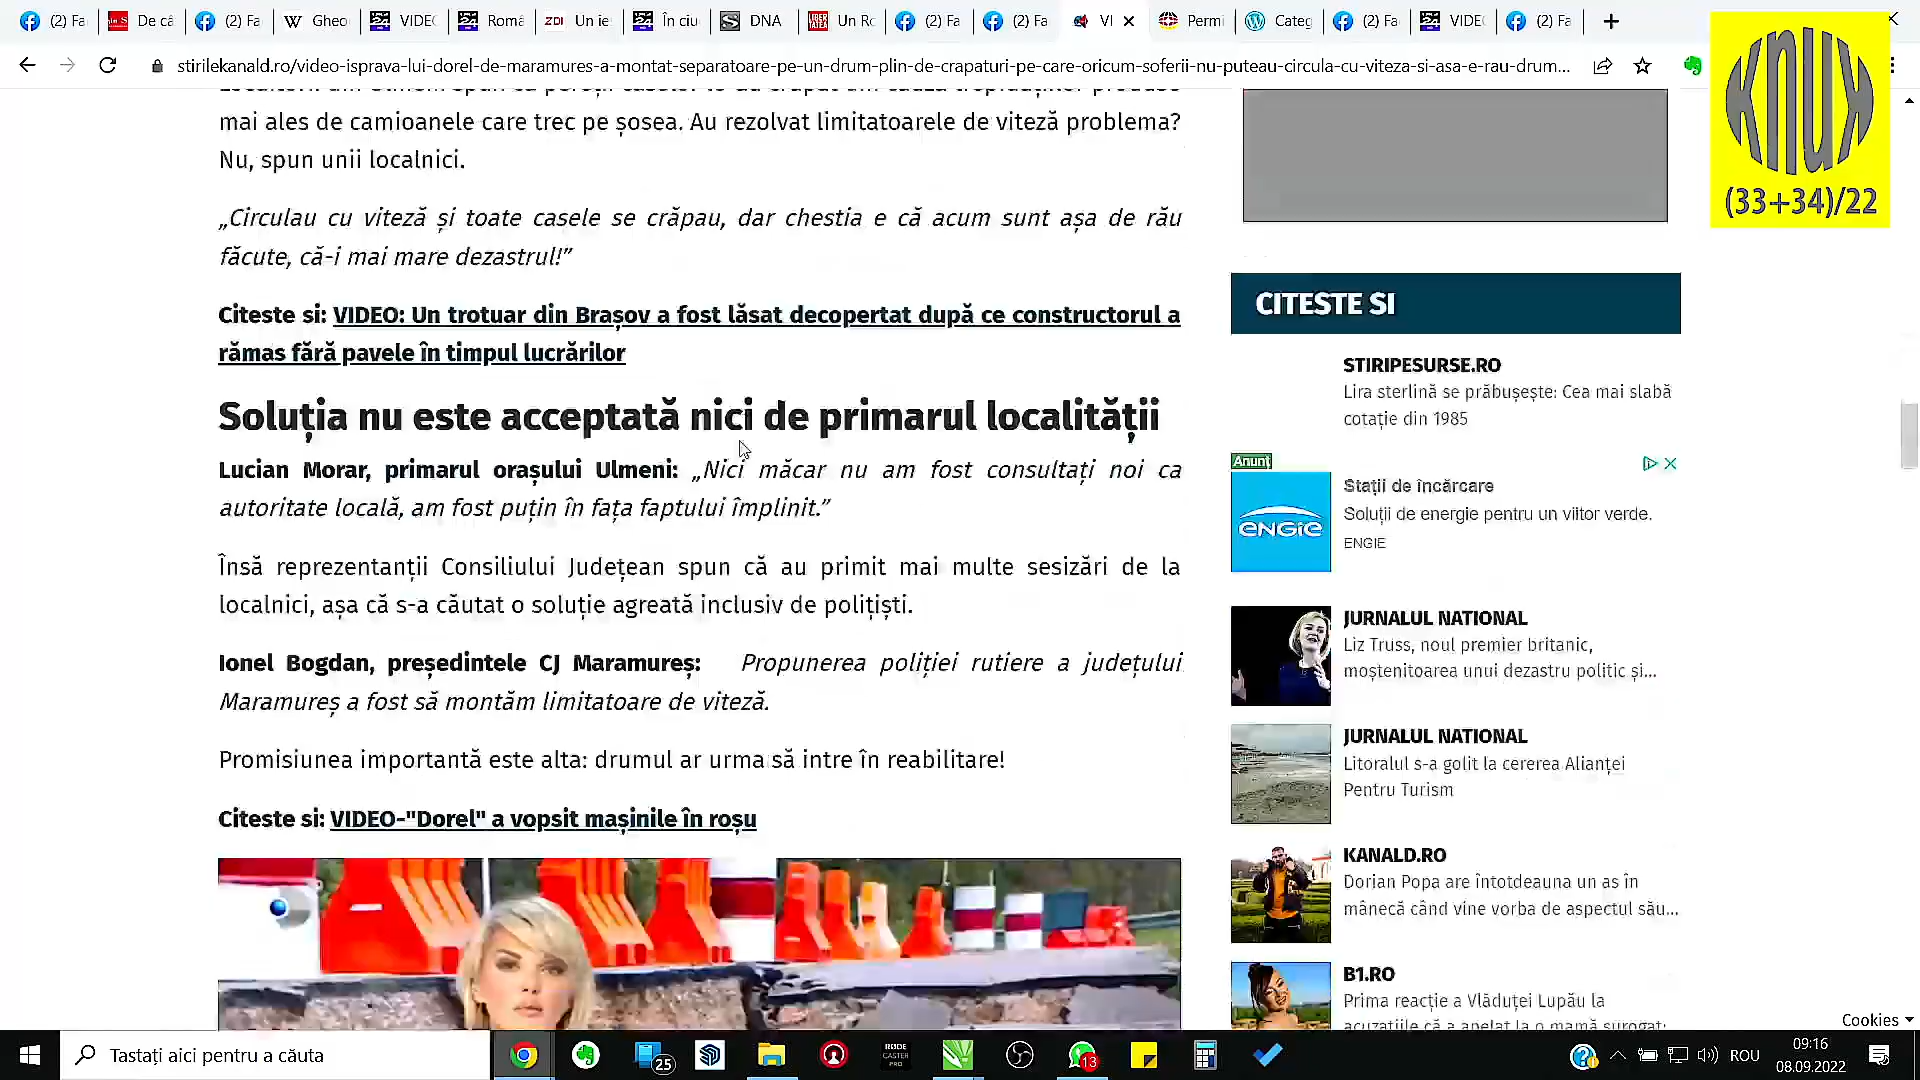 (2) Fa
De că
(2) Fa
(2) Fa
Gheo
VIDEO
Româ
Un ie
În ciu
DNA
Un Ro
(2) Fa
(2) Fa
VI
Permi
Categ
(2) Fa
VIDE
(2) Fa
stirilekanald.ro/video-isprava-lui-dorel-de-maramures-a-montat-separatoare-pe-un-drum-plin-de-crapaturi-pe-care-oricum-soferii-nu-puteau-circula-cu-viteza-si-asa-e-rau-drum...
knuk
(33+34)/22
mai ales de camioanele care trec pe șosea. Au rezolvat limitatoarele de viteză problema?
Nu, spun unii localnici.
„Circulau cu viteză și toate casele se crăpau, dar chestia e că acum sunt așa de rău
făcute, că-i mai mare dezastrul!”
Citeste si: VIDEO: Un trotuar din Brașov a fost lăsat decopertat după ce constructorul a
rămas fără pavele în timpul lucrărilor
Soluția nu este acceptată nici de primarul localității
Lucian Morar, primarul orașului Ulmeni: „Nici măcar nu am fost consultați noi ca
autoritate locală, am fost puțin în fața faptului împlinit.”
Însă reprezentanții Consiliului Județean spun că au primit mai multe sesizări de la
localnici, așa că s-a căutat o soluție agreată inclusiv de polițiști.
Ionel Bogdan, președintele CJ Maramureș: Propunerea poliției rutiere a județului
Maramureș a fost să montăm limitatoare de viteză.
Promisiunea importantă este alta: drumul ar urma să intre în reabilitare!
Citeste si: VIDEO-"Dorel" a vopsit mașinile în roșu
CITESTE SI
STIRIPESURSE.RO
Lira sterlină se prăbușește: Cea mai slabă
cotație din 1985
Anunț
Stații de încărcare
Soluții de energie pentru un viitor verde.
ENGIE
ENGIE
JURNALUL NATIONAL
Liz Truss, noul premier britanic,
moștenitoarea unui dezastru politic și...
JURNALUL NATIONAL
Litoralul s-a golit la cererea Alianței
Pentru Turism
KANALD.RO
Dorian Popa are întotdeauna un as în
mânecă când vine vorba de aspectul său...
B1.RO
Prima reacție a Vlăduței Lupău la
acuzațiile că a apelat la o mamă surogat:
Cookies
Tastați aici pentru a căuta
25
RØDE
CASTER
PRO
13
ROU
09:16
08.09.2022